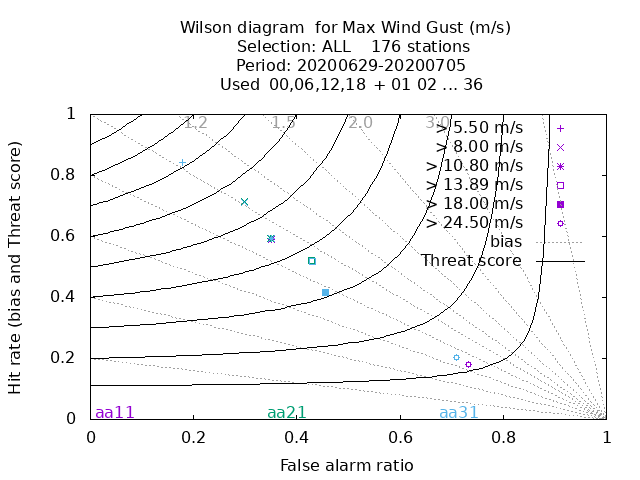 Wilson diagram  for Max Wind Gust (m/s)
Selection: ALL    176 stations
Period: 20200629-20200705
Used  00,06,12,18  + 01 02 ... 36
1.2 1.5 2.0 3.0
> 5.50 m/s
> 8.00 m/s
> 10.80 m/s
> 13.89 m/s
> 18.00 m/s
> 24.50 m/s
bias
Threat score
Hit rate (bias and Threat score)
1
0.8
0.6
0.4
0.2
0
aa11 aa21 aa31
0 0.2 0.4 0.6 0.8 1
False alarm ratio